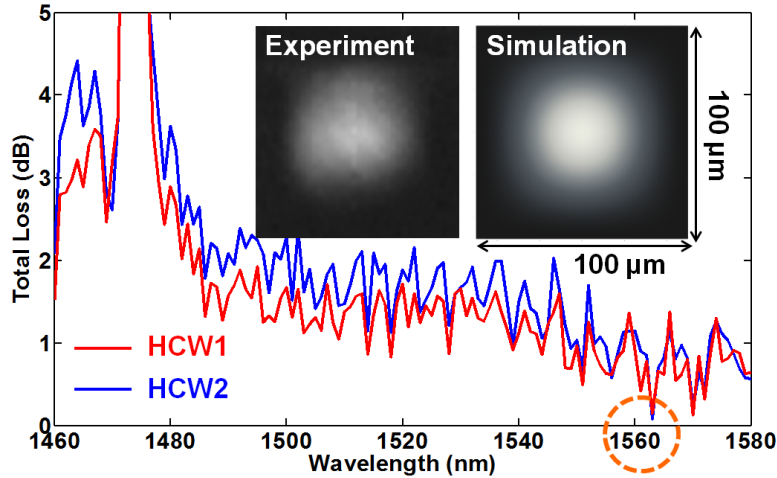 5
4
3
2
1
0
Total Loss (dB)
Experiment
Simulation
100 µm
100 µm
HCW1
HCW2
1460
1480
1500
1520
1540
1560
1580
Wavelength (nm)